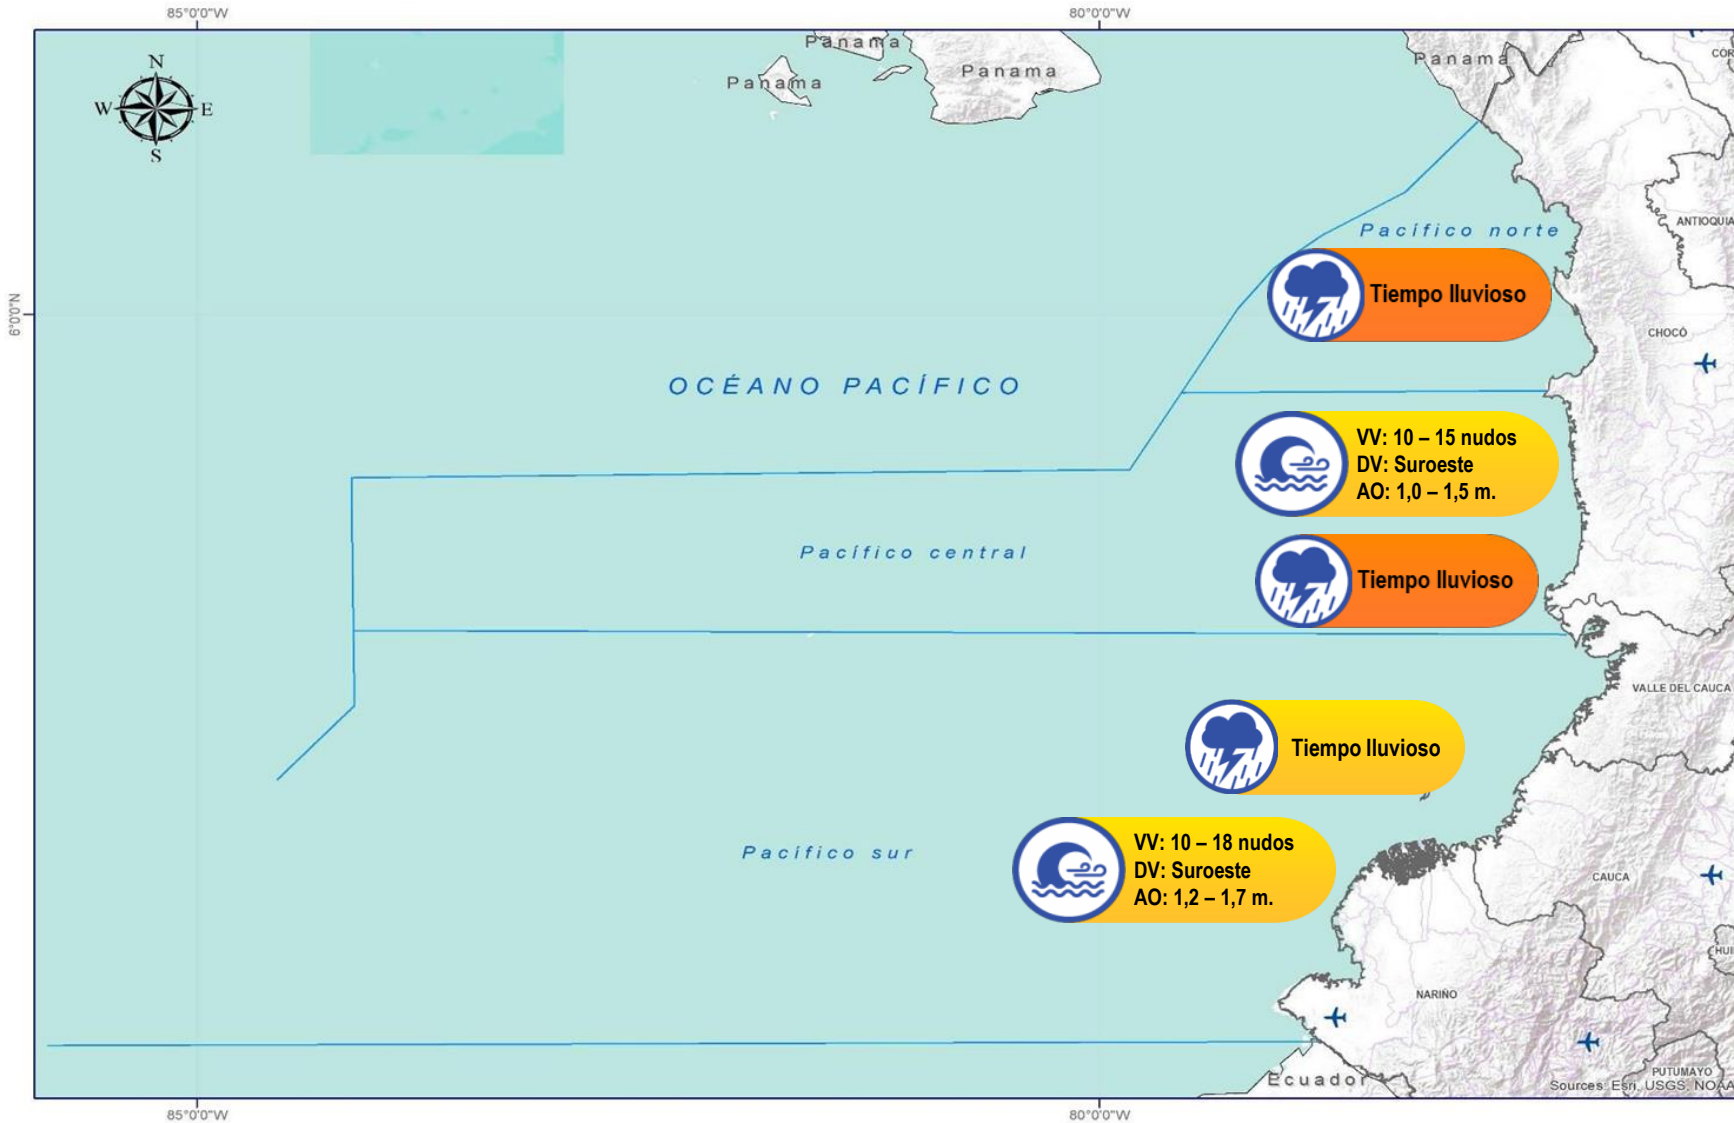 85°0'0"W
80°0'0"W
Panama
Panama
Panama
Panama
N
W
E
S
ANTIOQUIA
Pacífico norte
6°0'0"N
Tiempo lluvioso
CHOCÓ
OCÉANO PACÍFICO
VV: 10 – 15 nudos
DV: Suroeste
AO: 1,0 – 1,5 m.
Pacífico central
Tiempo lluvioso
VALLE DEL CAUCA
Tiempo lluvioso
VV: 10 – 18 nudos
DV: Suroeste
AO: 1,2 – 1,7 m.
Pacífico sur
CAUCA
HUI
NARIÑO
PUTUMAYO
Ecuador
Sources: Esri, USGS, NOAA
85°0'0"W
80°0'0"W